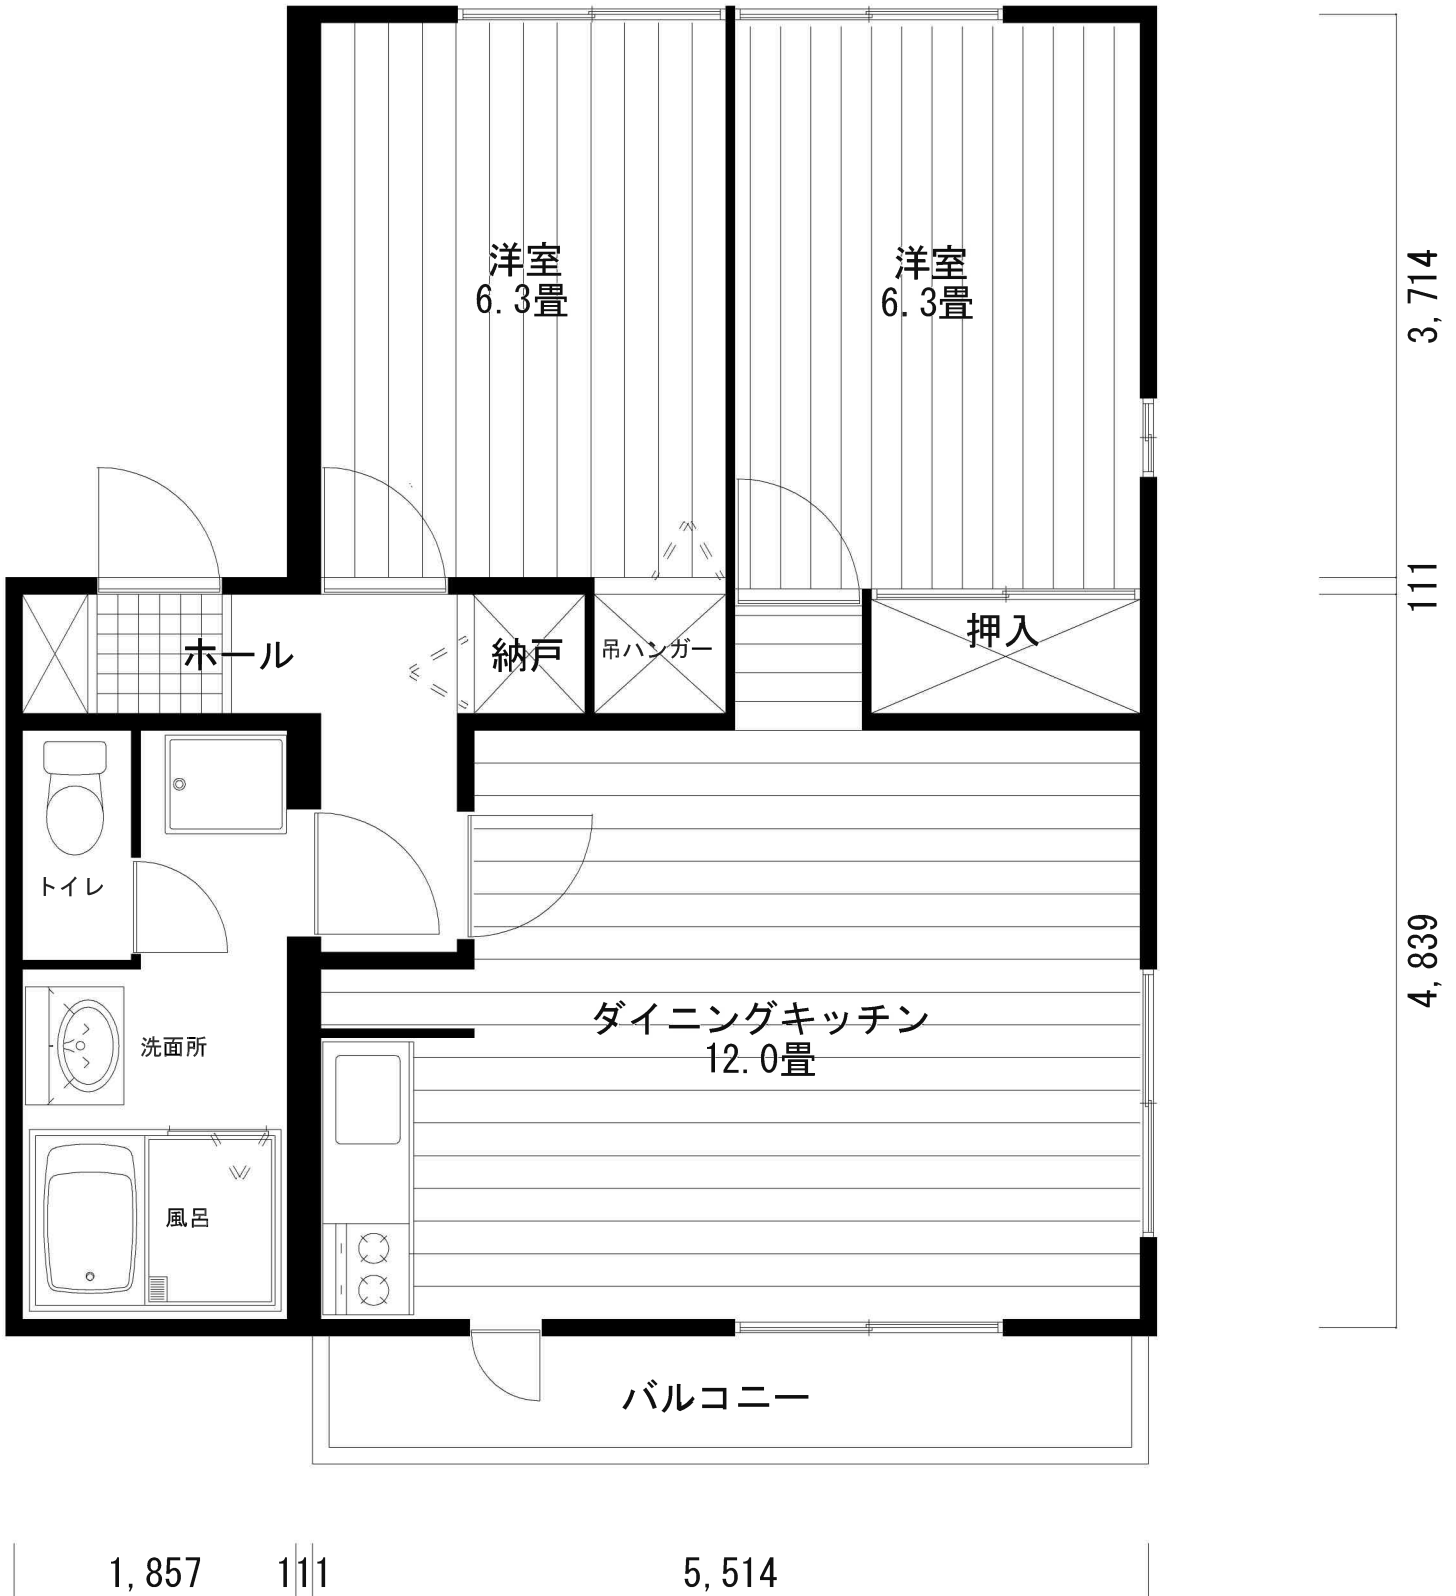 洋室
6.3畳
洋室
6.3畳
3,714
111
ホール
納戸
吊ハンガー
押入
トイレ
4,839
ダイニングキッチン
12.0畳
洗面所
風呂
バルコニー
1,857
111
5,514